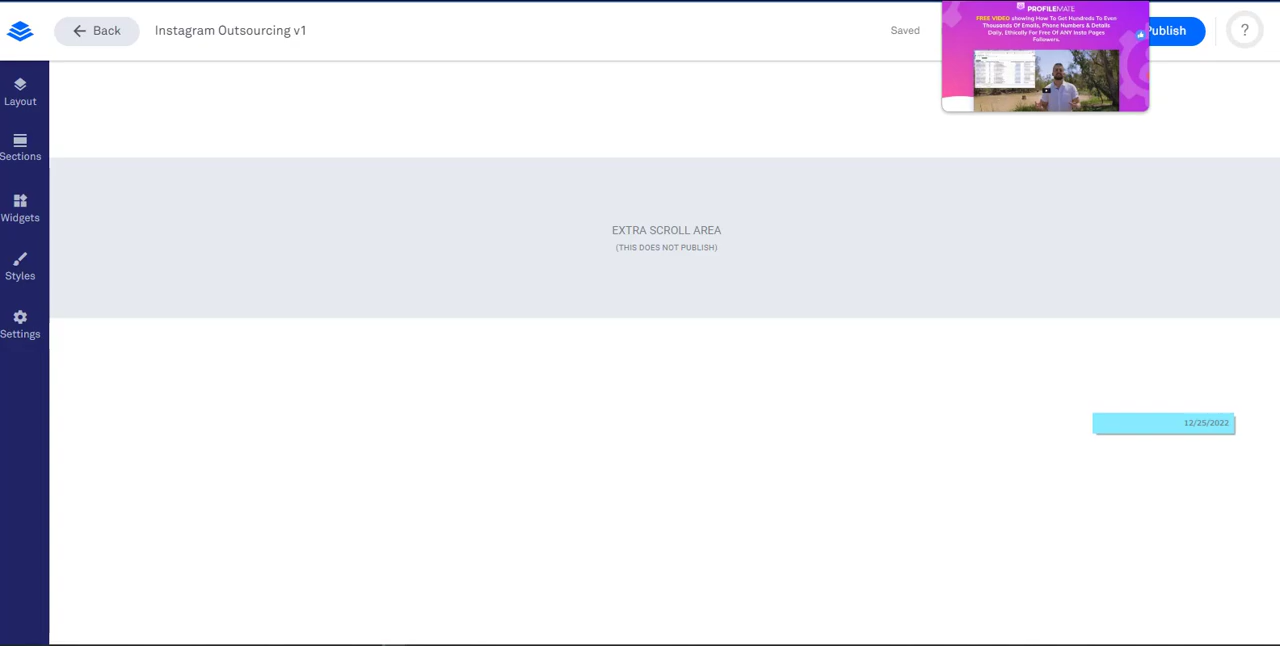 Back
Instagram Outsourcing v1
Saved
PROFILEMATE
FREE VIDEO showing How To Get Hundreds To Even
Thousands Of Emails, Phone Numbers & Details
Daily. Ethically For Free Of ANY Insta Pages
Followers.
Publish
?
Layout
Sections
Widgets
Styles
Settings
EXTRA SCROLL AREA
(THIS DOES NOT PUBLISH)
12/25/2022